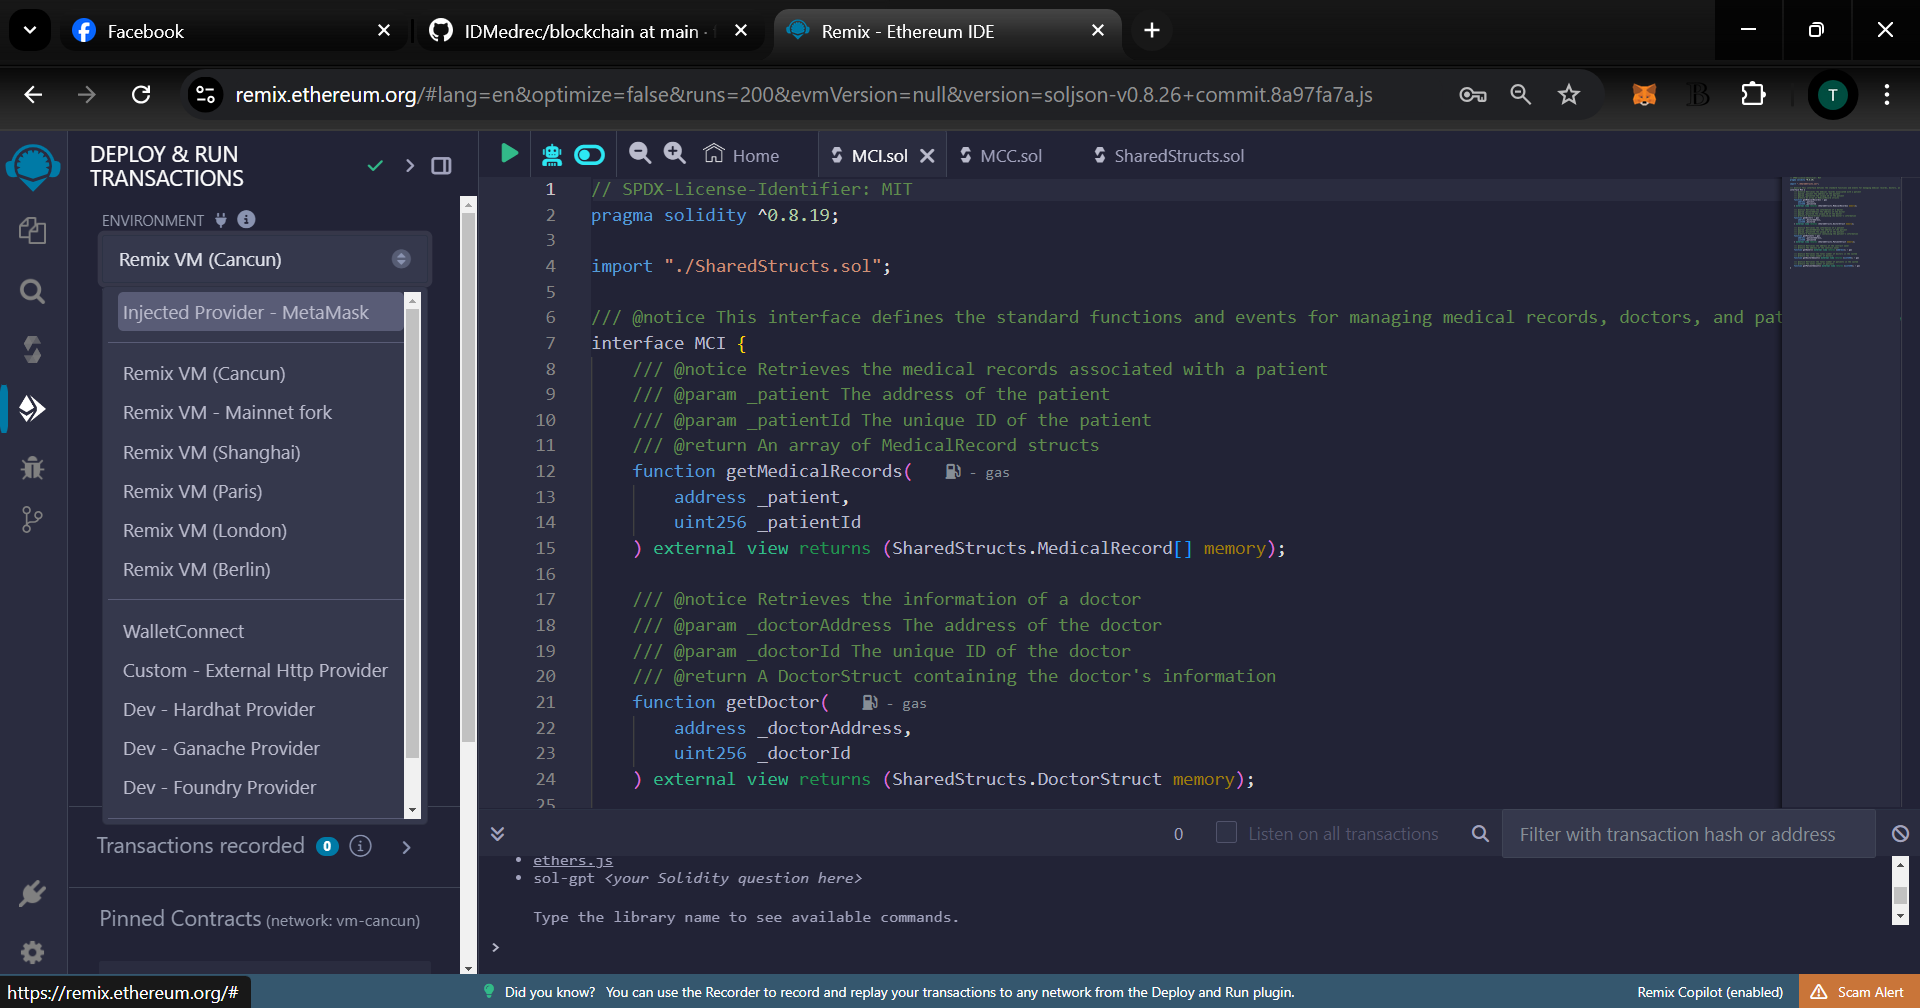 Facebook
IDMedrec/blockchain at main ·
Remix - Ethereum IDE
remix.ethereum.org/#lang=en&optimize=false&runs=200&evmVersion=null&version=soljson-v0.8.26+commit.8a97fa7a.js
T
DEPLOY & RUN
TRANSACTIONS
ENVIRONMENT
Remix VM (Cancun)
Injected Provider - MetaMask
Remix VM (Cancun)
Remix VM - Mainnet fork
Remix VM (Shanghai)
Remix VM (Paris)
Remix VM (London)
Remix VM (Berlin)
WalletConnect
Custom - External Http Provider
Dev - Hardhat Provider
Dev - Ganache Provider
Dev - Foundry Provider
Transactions recorded 0 i
Pinned Contracts (network: vm-cancun)
https://remix.ethereum.org/#
Home
MCI.sol
MCC.sol
SharedStructs.sol
1 // SPDX-License-Identifier: MIT
2 pragma solidity ^0.8.19;
3
4 import "./SharedStructs.sol";
5
6 /// @notice This interface defines the standard functions and events for managing medical records, doctors, and pat
7 interface MCI {
8 /// @notice Retrieves the medical records associated with a patient
9 /// @param _patient The address of the patient
10 /// @param _patientId The unique ID of the patient
11 /// @return An array of MedicalRecord structs
12 function getMedicalRecords( - gas
13 address _patient,
14 uint256 _patientId
15 ) external view returns (SharedStructs.MedicalRecord[] memory);
16
17 /// @notice Retrieves the information of a doctor
18 /// @param _doctorAddress The address of the doctor
19 /// @param _doctorId The unique ID of the doctor
20 /// @return A DoctorStruct containing the doctor's information
21 function getDoctor( - gas
22 address _doctorAddress,
23 uint256 _doctorId
24 ) external view returns (SharedStructs.DoctorStruct memory);
25
0
Listen on all transactions
Filter with transaction hash or address
• ethers.js
• sol-gpt <your Solidity question here>
Type the library name to see available commands.
>
Did you know? You can use the Recorder to record and replay your transactions to any network from the Deploy and Run plugin.
Remix Copilot (enabled)
Scam Alert